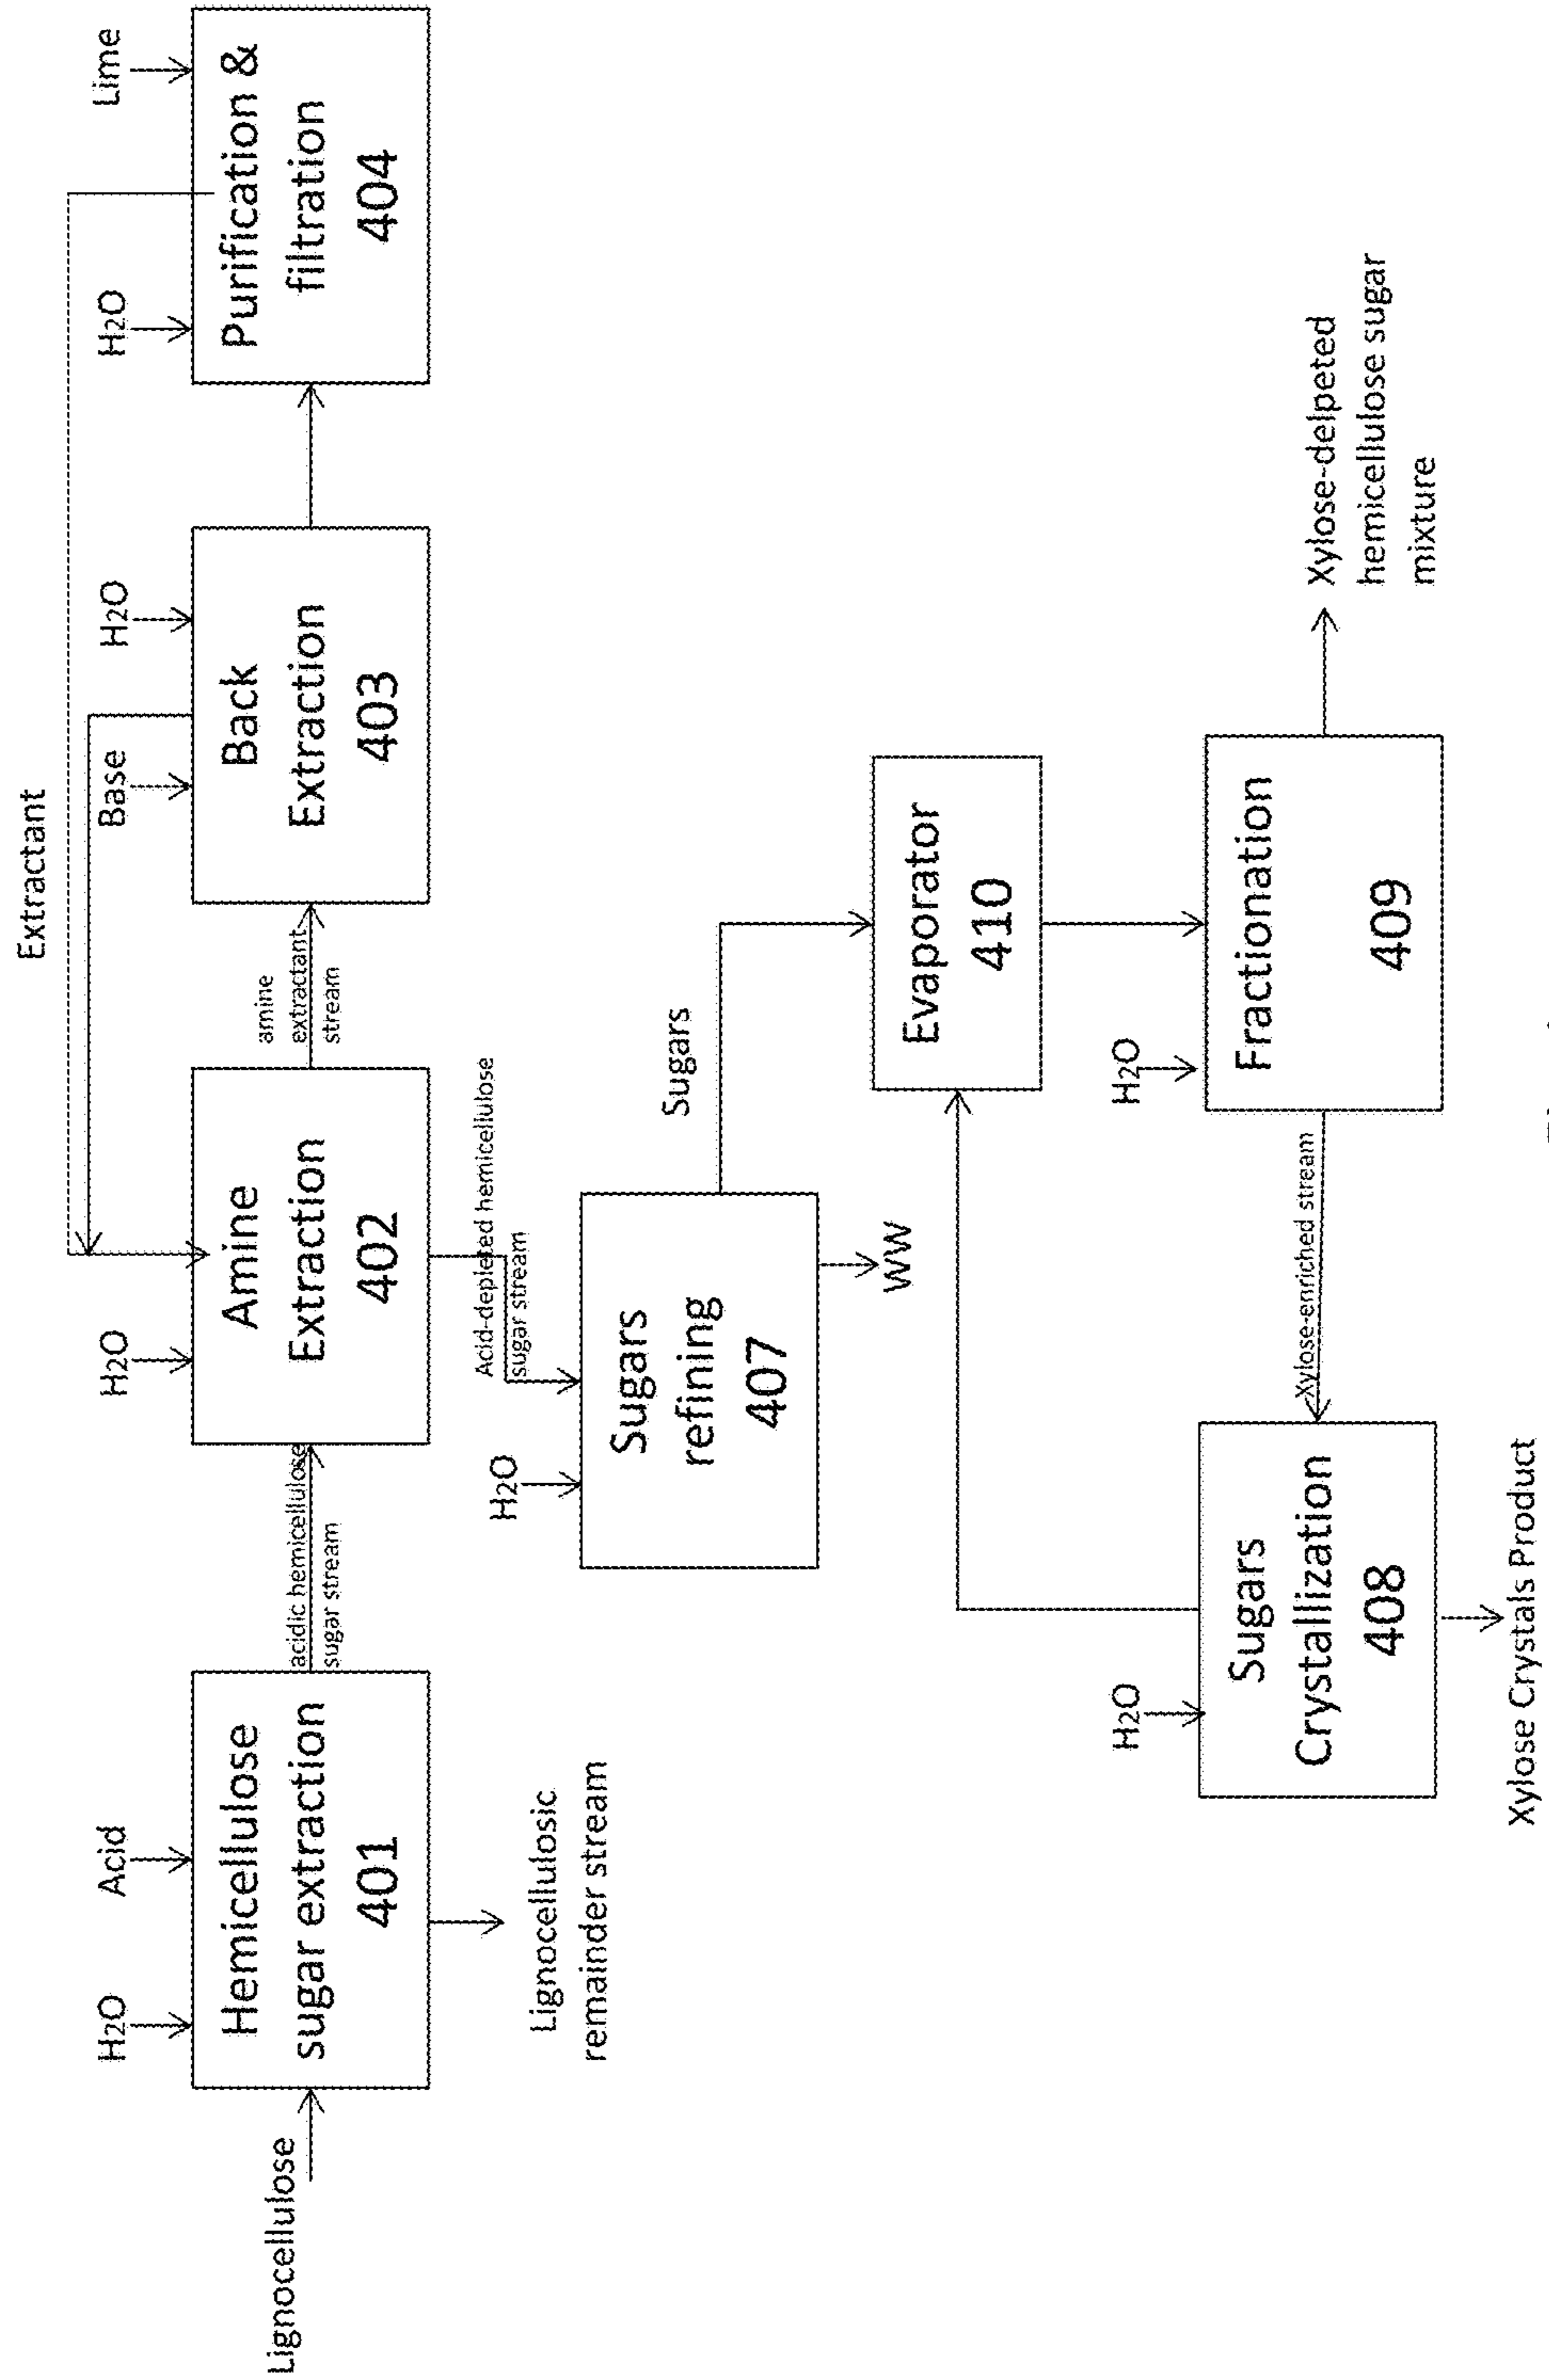 Extractant
H2O
Acid
H2O
Base
H2O
H2O
Lime
Lignocellulose
Hemicellulose
sugar extraction
401
acidic hemicellulose
sugar stream
Amine
Extraction
402
amine
extractant
stream
Back
Extraction
403
Purification &
filtration
404
Lignocellulosic
remainder stream
Acid-depleted hemicellulose
sugar stream
H2O
Sugars
refining
407
Sugars
WW
Evaporator
410
H2O
H2O
Sugars
Crystallization
408
Xylose-enriched stream
Fractionation
409
Xylose-delpeted
hemicellulose sugar
mixture
Xylose Crystals Product